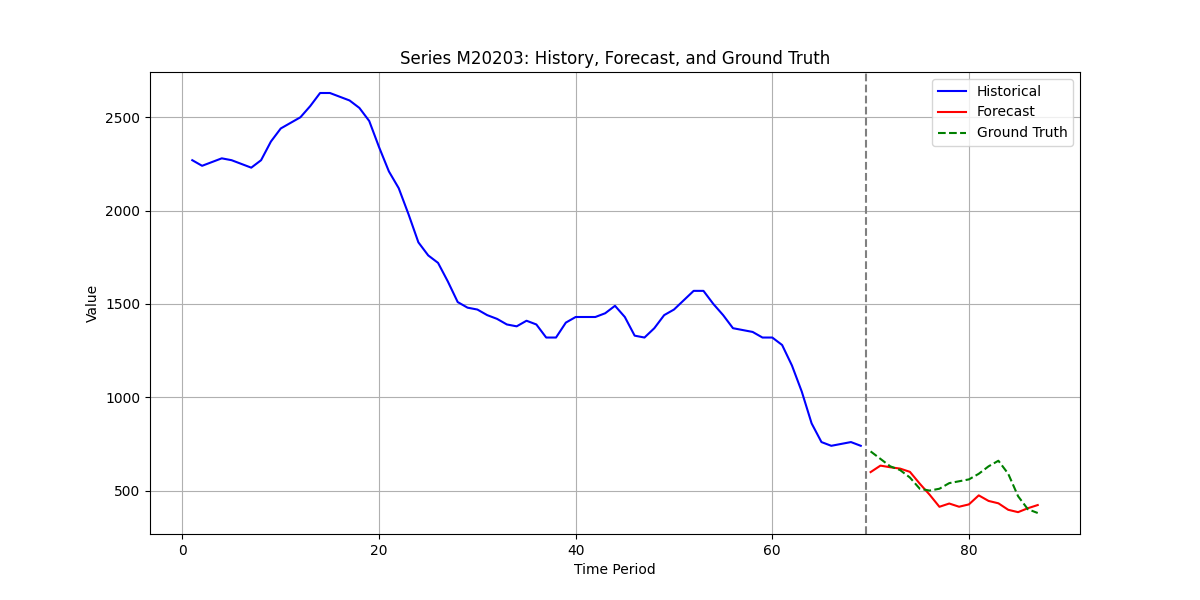 Series M20203: History, Forecast, and Ground Truth
Historical
Forecast
Ground Truth
Value
2500
2000
1500
1000
500
0
20
40
60
80
Time Period